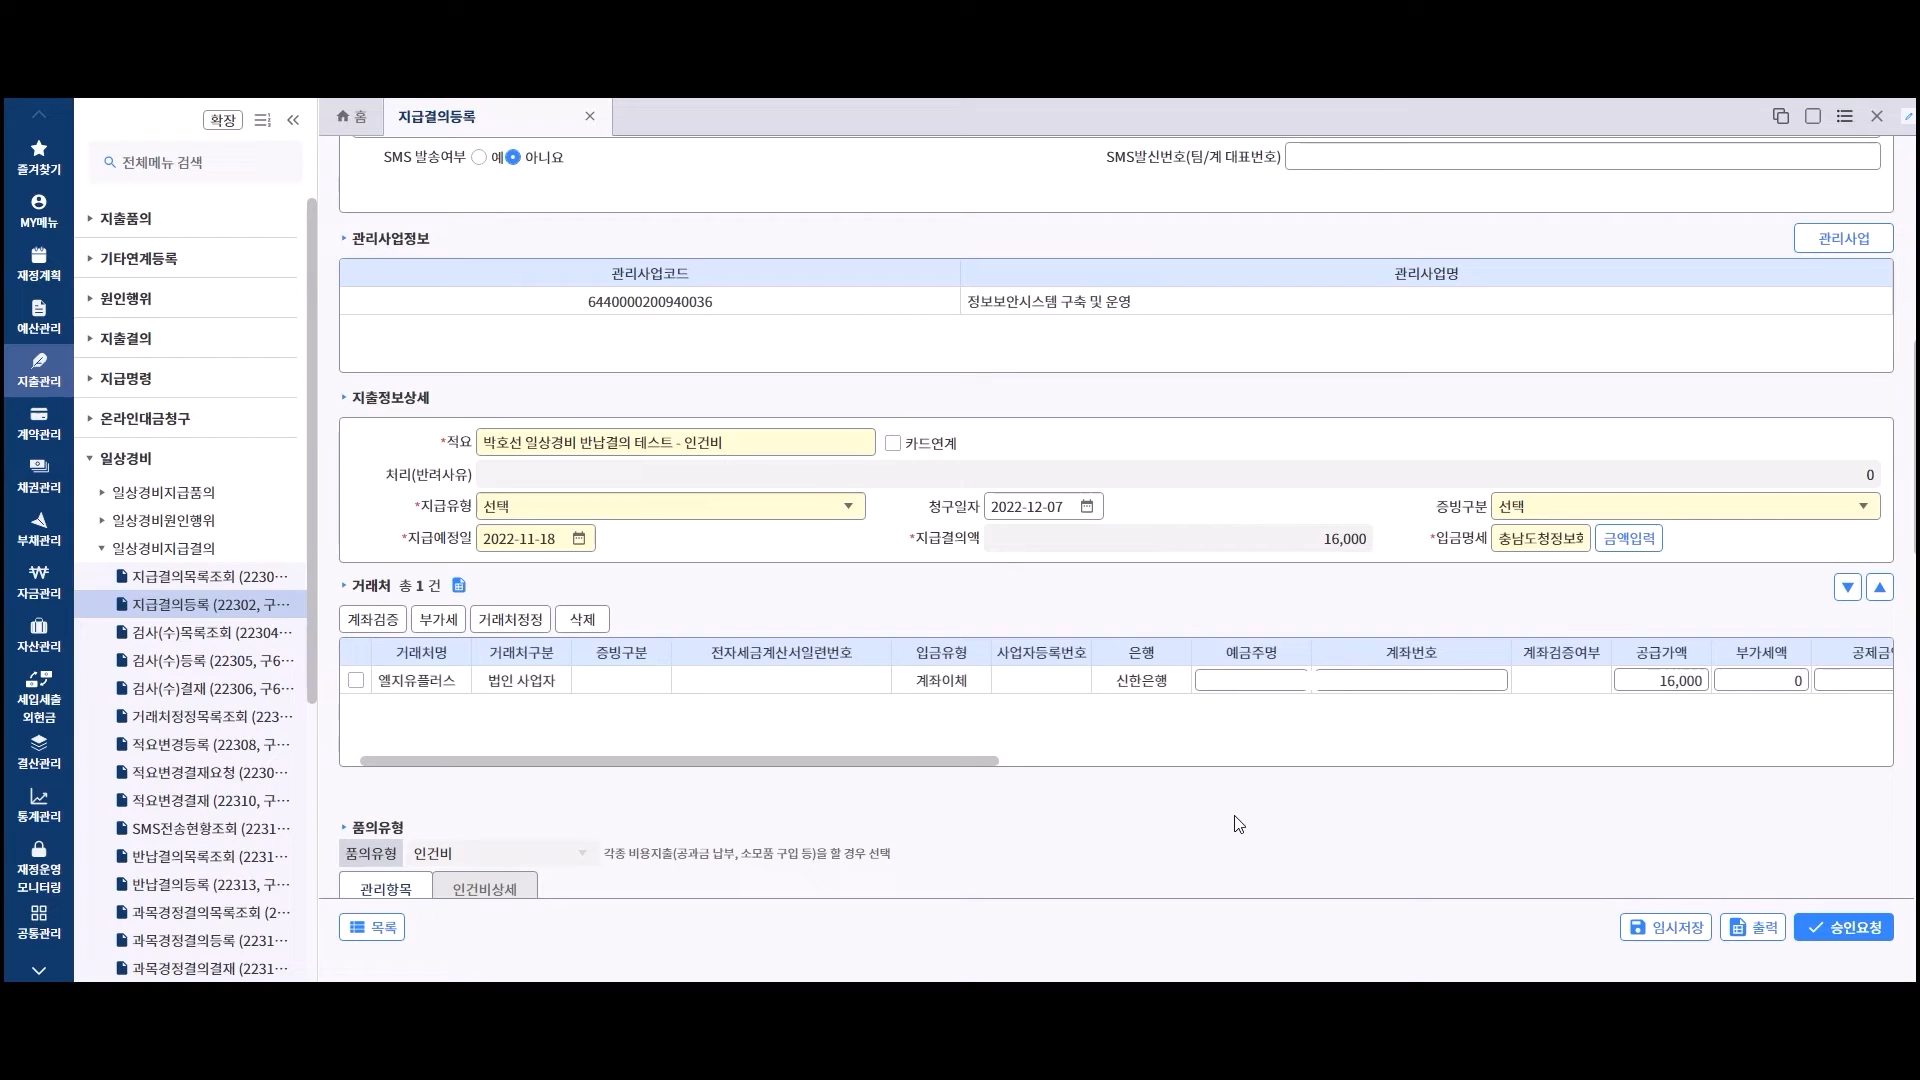 즐겨찾기
MY메뉴
재정계획
예산관리
지출관리
계약관리
채권관리
부채관리
자금관리
자산관리
세입세출
외현금
결산관리
통계관리
재정운영
모니터링
공통관리
확장
전체메뉴 검색
지출품의
기타연계등록
원인행위
지출결의
지급명령
온라인대금청구
일상경비
일상경비지급품의
일상경비원인행위
일상경비지급결의
지급결의목록조회 (2230···
지급결의등록 (22302, 구···
검사(수)목록조회 (22304···
검사(수)등록 (22305, 구6···
검사(수)결재 (22306, 구6···
거래처정정목록조회 (223···
적요변경등록 (22308, 구···
적요변경결재요청 (2230···
적요변경결재 (22310, 구···
SMS전송현황조회 (2231···
반납결의목록조회 (2231···
반납결의등록 (22313, 구···
과목경정결의목록조회 (2···
과목경정결의등록 (2231···
과목경정결의결재 (2231···
홈 지급결의등록
SMS 발송여부 예 아니요 SMS발신번호(팀/계 대표번호)
관리사업정보 관리사업
관리사업코드 관리사업명
6440000200940036 정보보안시스템 구축 및 운영
지출정보상세
*적요 박호선 일상경비 반납결의 테스트 - 인건비 카드연계
처리(반려사유) 0
*지급유형 선택 청구일자 2022-12-07 증빙구분 선택
*지급예정일 2022-11-18 *지급결의액 16,000 *입금명세 충남도청정보화 금액입력
거래처 총 1 건
계좌검증 부가세 거래처정정 삭제
거래처명 거래처구분 증빙구분 전자세금계산서일련번호 입금유형 사업자등록번호 은행 예금주명 계좌번호 계좌검증여부 공급가액 부가세액 공제금
엘지유플러스 법인 사업자 계좌이체 신한은행 16,000 0
품의유형
품의유형 인건비 각종 비용지출(공과금 납부, 소모품 구입 등)을 할 경우 선택
관리항목 인건비상세
목록 임시저장 출력 승인요청